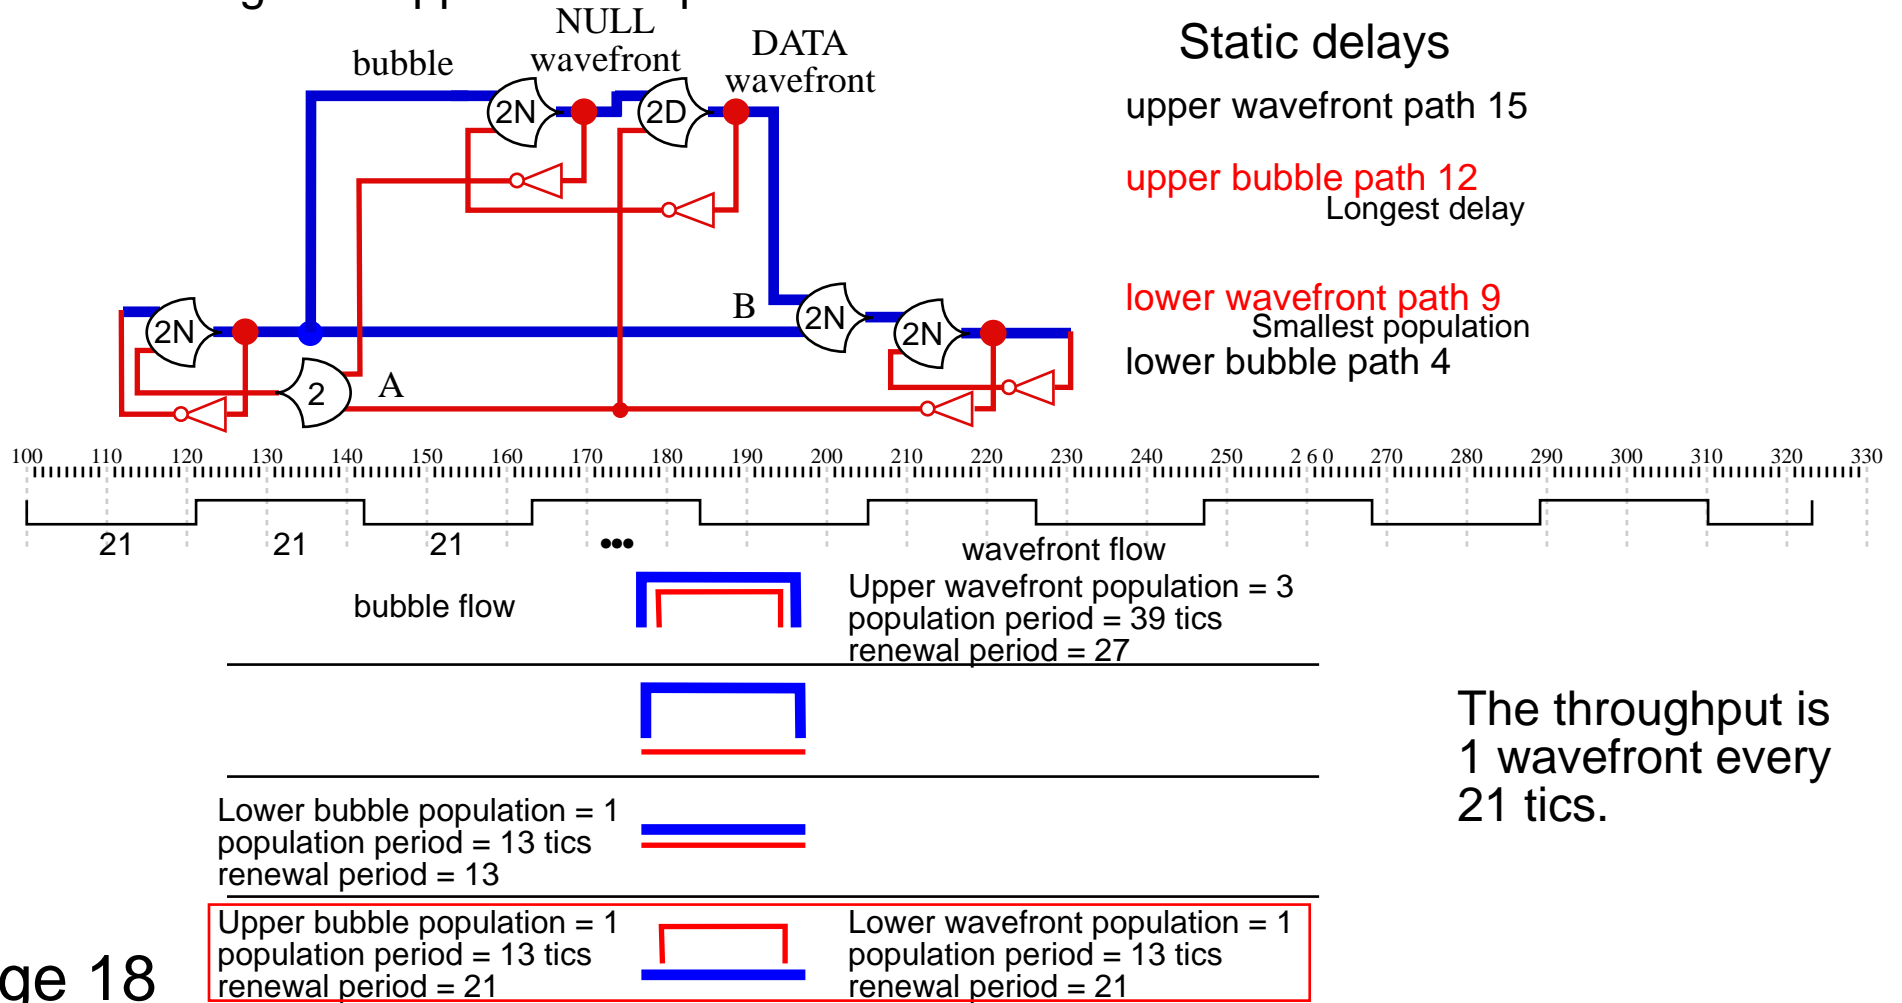 NULL
wavefront
DATA
wavefront
bubble
Static delays
2N
2D
upper wavefront path 15
upper bubble path 12
Longest delay
lower wavefront path 9
Smallest population
lower bubble path 4
B
2N
2N
2N
2
A
100 110 120 130 140 150 160 170 180 190 200 210 220 230 240 250 2 6 0 270 280 290 300 310 320 330
21 21 21 •••
wavefront flow
bubble flow
Upper wavefront population = 3
population period = 39 tics
renewal period = 27
The throughput is
1 wavefront every
21 tics.
Lower bubble population = 1
population period = 13 tics
renewal period = 13
Upper bubble population = 1
population period = 13 tics
renewal period = 21
Lower wavefront population = 1
population period = 13 tics
renewal period = 21
ge 18